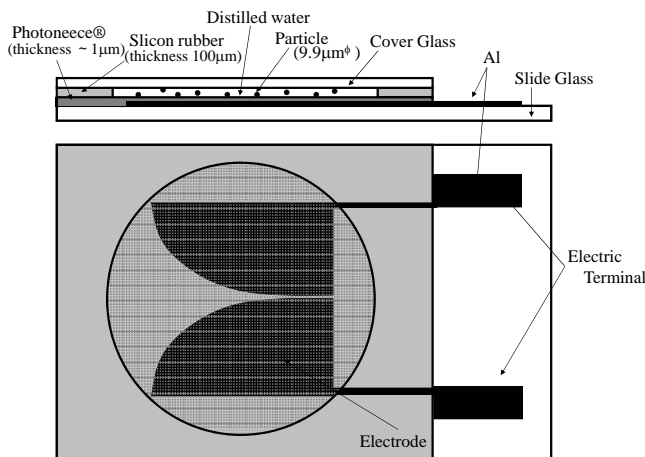 Photoneece®
(thickness ~ 1μm)
Slicon rubber
(thickness 100μm)
Distilled water
Particle
(9.9μmᶲ )
Cover Glass
Al
Slide Glass
Electric
Terminal
Electrode